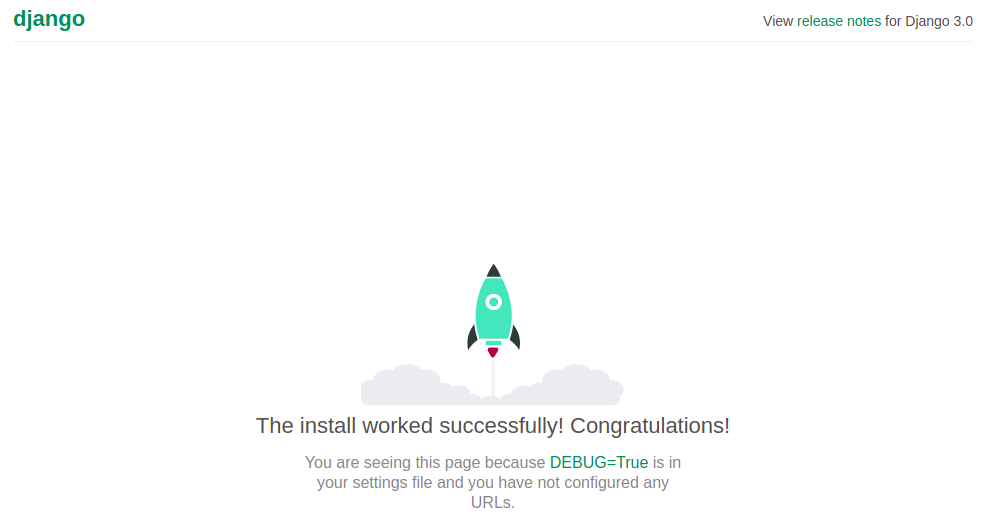 django
View release notes for Django 3.0
The install worked successfully! Congratulations!
You are seeing this page because DEBUG=True is in
your settings file and you have not configured any
URLs.